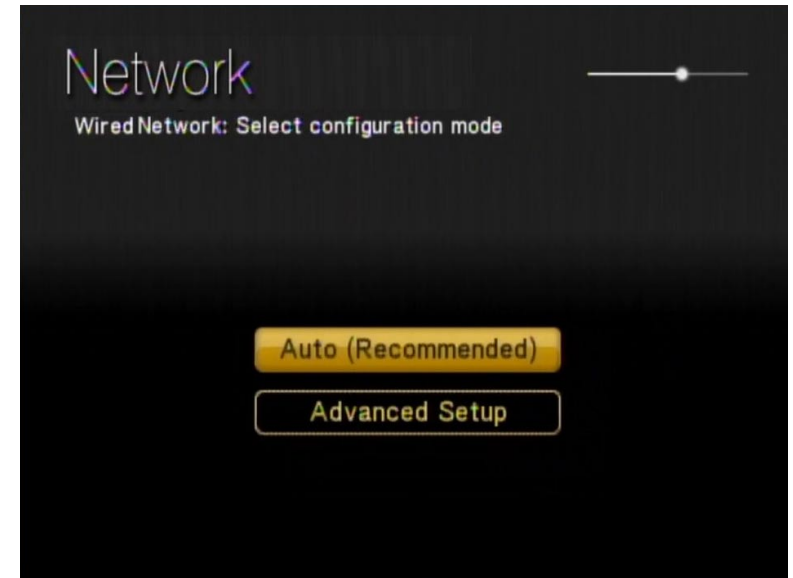 Network
Wired Network: Select configuration mode
Auto (Recommended)
Advanced Setup